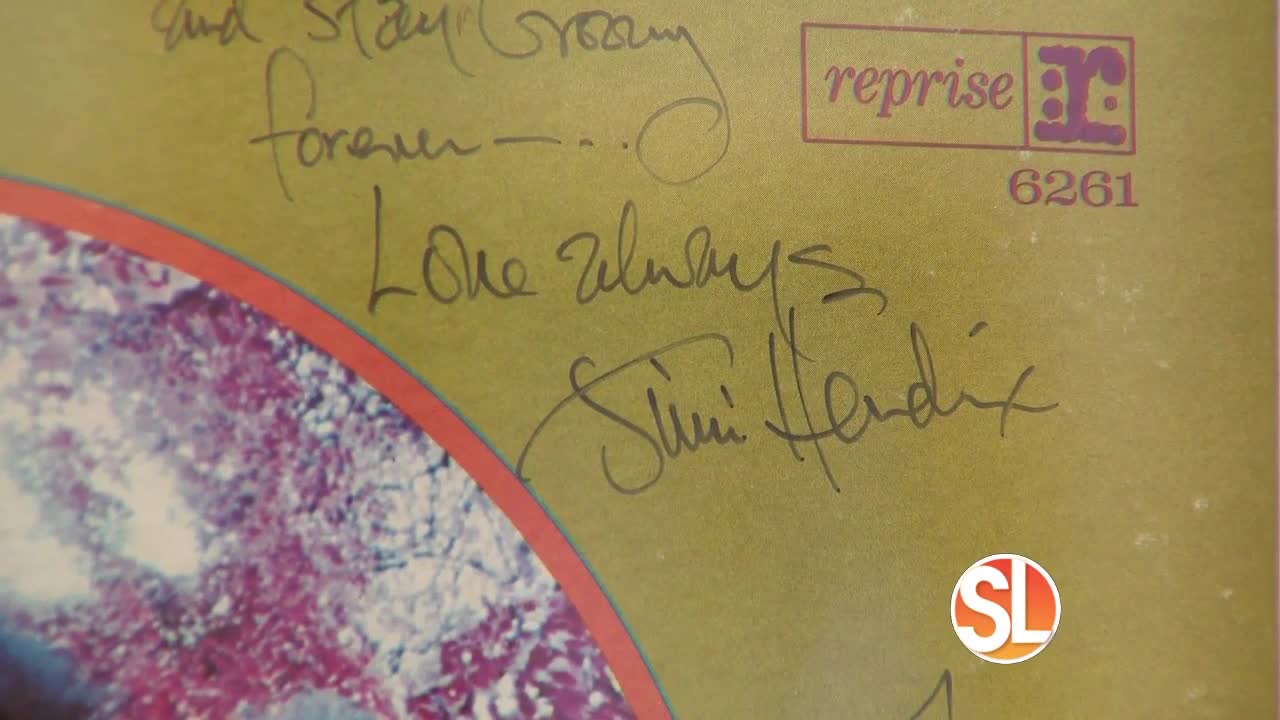 and stay Groovy
forever — ...
reprise r
6261
Love always
Jimi Hendrix
SL